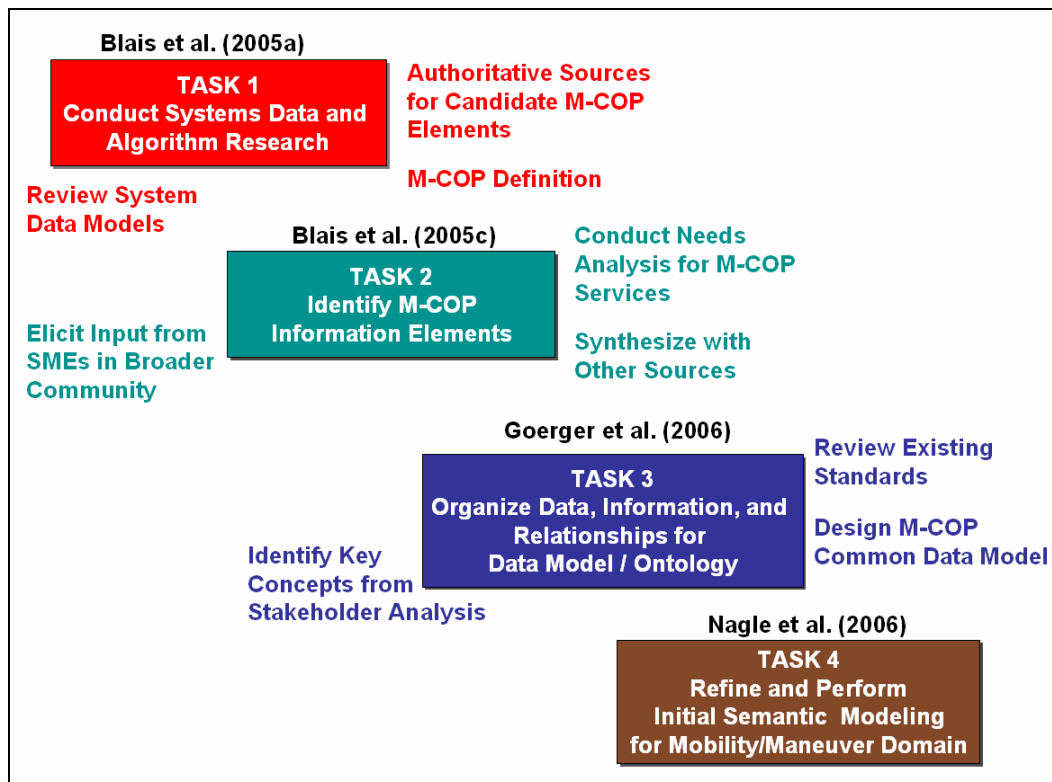 Blais et al. (2005a)
TASK 1
Conduct Systems Data and
Algorithm Research
Authoritative Sources
for Candidate M-COP
Elements
M-COP Definition
Review System
Data Models
Blais et al. (2005c)
TASK 2
Identify M-COP
Information Elements
Conduct Needs
Analysis for M-COP
Services
Synthesize with
Other Sources
Elicit Input from
SMEs in Broader
Community
Goerger et al. (2006)
TASK 3
Organize Data, Information, and
Relationships for
Data Model / Ontology
Review Existing
Standards
Design M-COP
Common Data Model
Identify Key
Concepts from
Stakeholder Analysis
Nagle et al. (2006)
TASK 4
Refine and Perform
Initial Semantic Modeling
for Mobility/Maneuver Domain